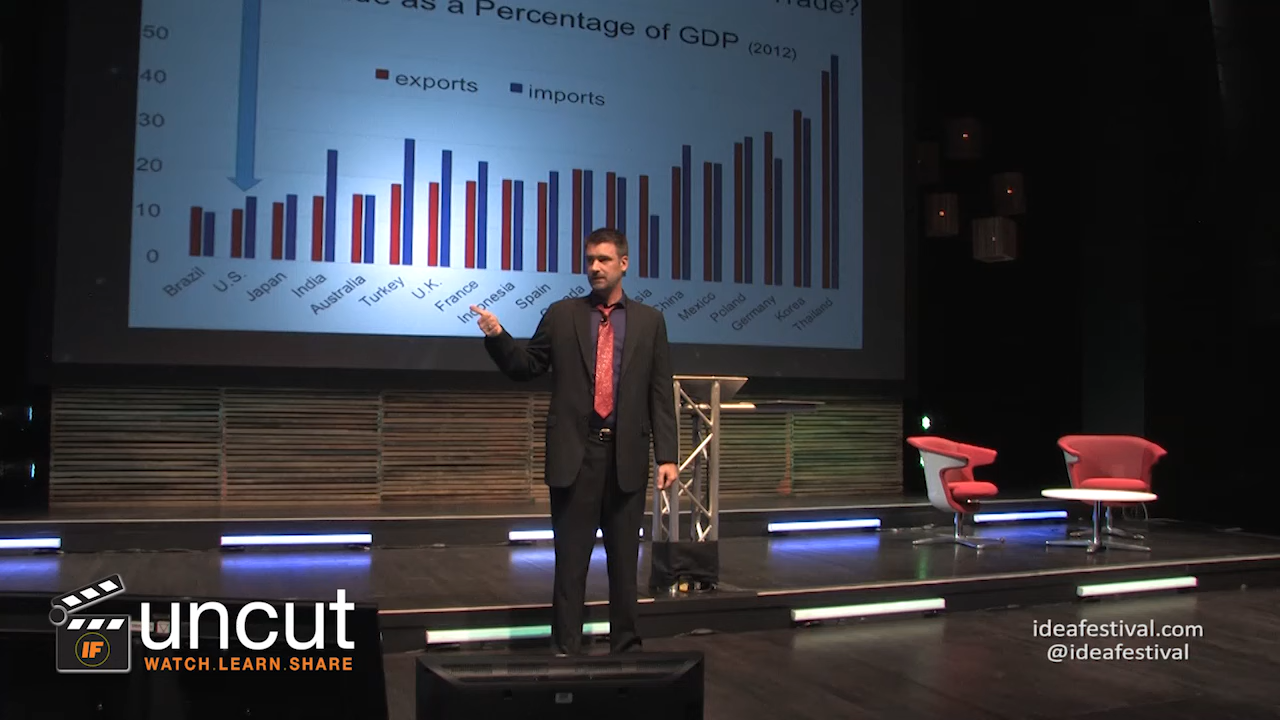 Trade?
as a Percentage of GDP (2012)
50
exports
imports
40
30
20
10
0
Brazil
U.S.
Japan
India
Australia
Turkey
U.K.
France
Indonesia
Spain
China
Mexico
Poland
Germany
Korea
Thailand
IF
uncut
WATCH.LEARN.SHARE
ideafestival.com
@ideafestival